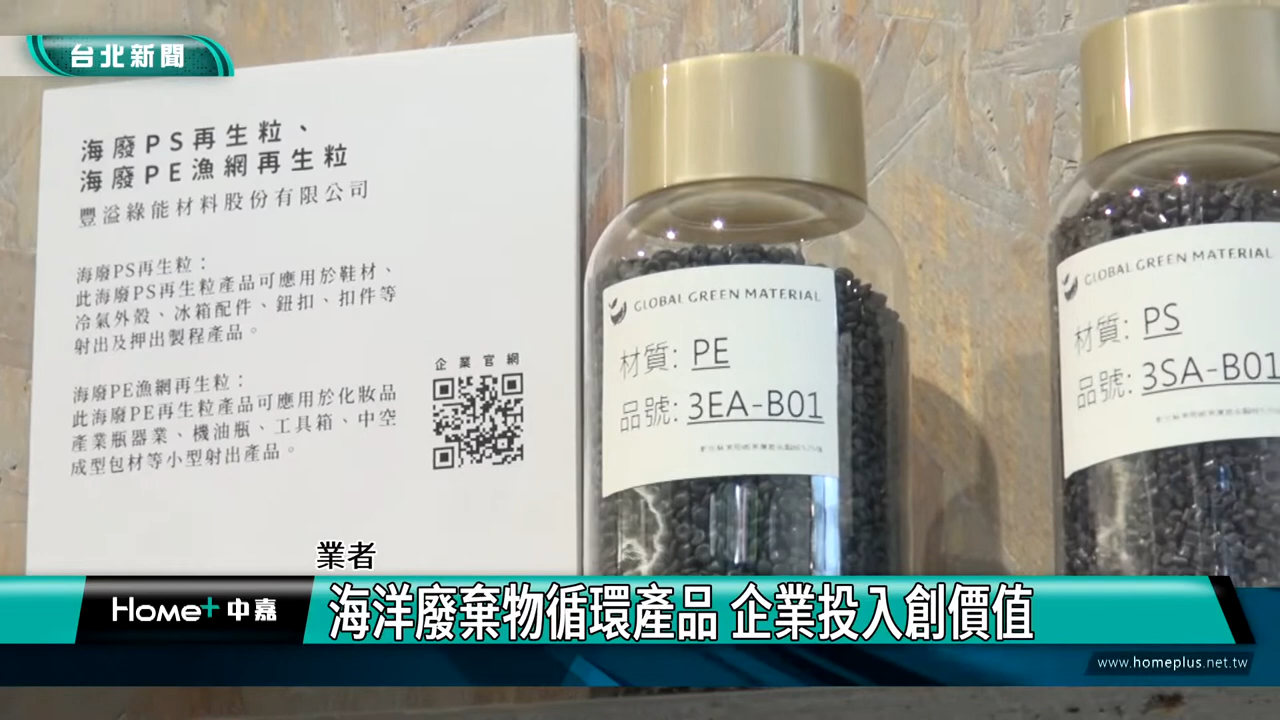 台北新聞
海廢PS再生粒、
海廢PE漁網再生粒
豐溢綠能材料股份有限公司
海廢PS再生粒：
此海廢PS再生粒產品可應用於鞋材、
冷氣外殼、冰箱配件、鈕扣、扣件等
射出及押出製程產品。
海廢PE漁網再生粒：
此海廢PE再生粒產品可應用於化妝品
產業瓶器業、機油瓶、工具箱、中空
成型包材等小型射出產品。
企業官網
GLOBAL GREEN MATERIAL
材質: PE
品號: 3EA-B01
GLOBAL GREEN MATERIAL
材質: PS
品號: 3SA-B01
業者
Home+中嘉
海洋廢棄物循環產品 企業投入創價值
www.homeplus.net.tw